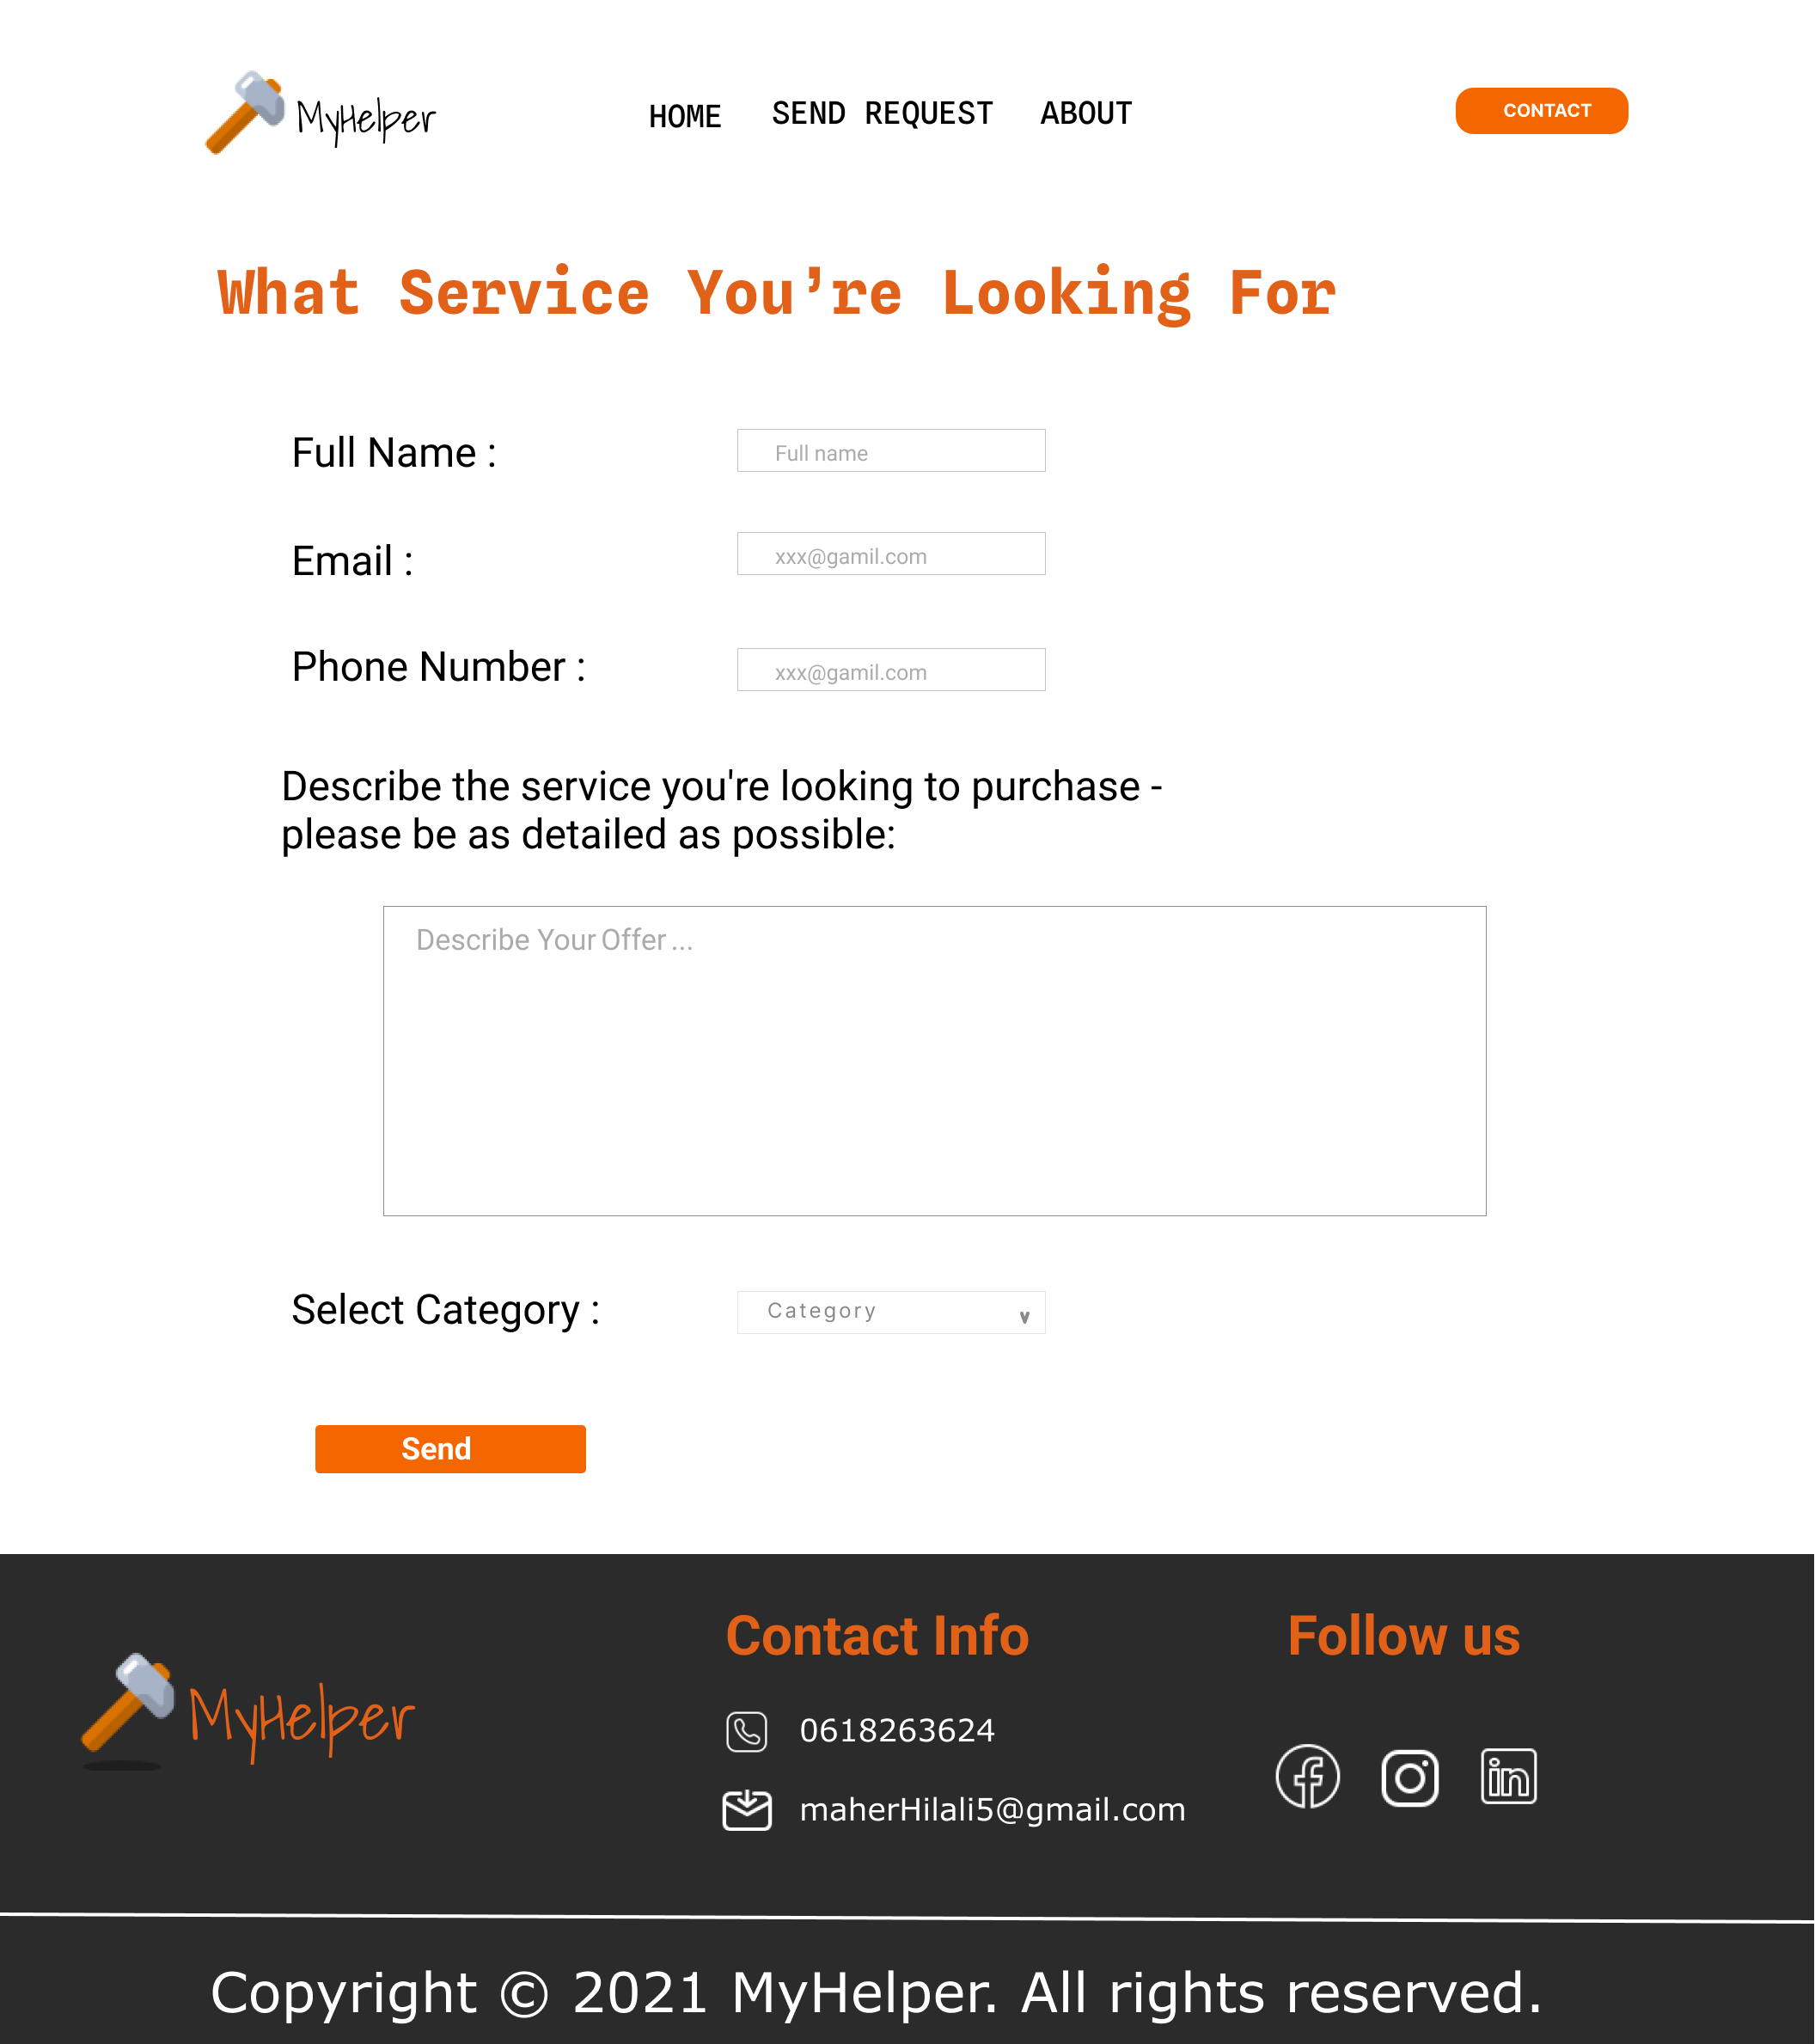 MyHelper
HOME
SEND REQUEST
ABOUT
CONTACT
What Service You’re Looking For
Full Name :
Full name
Email :
xxx@gamil.com
Phone Number :
xxx@gamil.com
Describe the service you're looking to purchase -
please be as detailed as possible:
Describe Your Offer ...
Select Category :
Category
Send
MyHelper
Contact Info
0618263624
maherHilali5@gmail.com
Follow us
Copyright © 2021 MyHelper. All rights reserved.